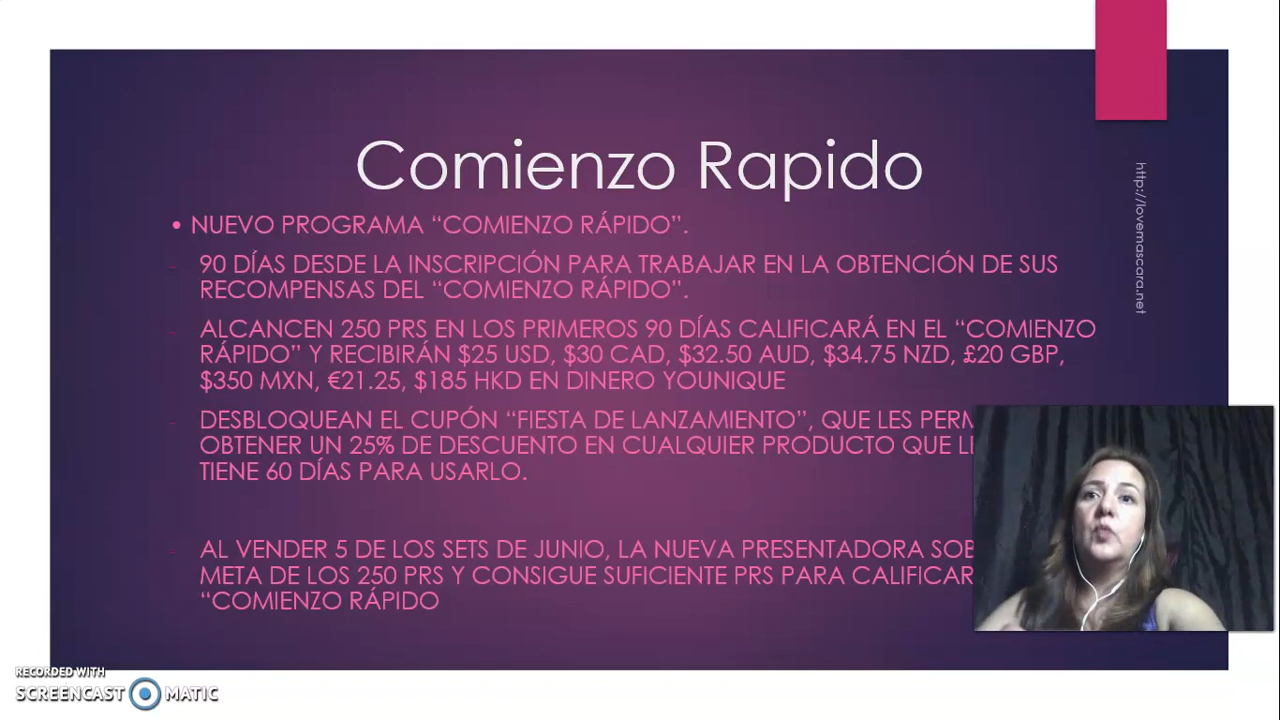 Comienzo Rapido
• NUEVO PROGRAMA “COMIENZO RÁPIDO”.
- 90 DÍAS DESDE LA INSCRIPCIÓN PARA TRABAJAR EN LA OBTENCIÓN DE SUS
RECOMPENSAS DEL “COMIENZO RÁPIDO”.
- ALCANCEN 250 PRS EN LOS PRIMEROS 90 DÍAS CALIFICARÁ EN EL “COMIENZO
RÁPIDO” Y RECIBIRÁN $25 USD, $30 CAD, $32.50 AUD, $34.75 NZD, £20 GBP,
$350 MXN, €21.25, $185 HKD EN DINERO YOUNIQUE
- DESBLOQUEAN EL CUPÓN “FIESTA DE LANZAMIENTO”, QUE LES
OBTENER UN 25% DE DESCUENTO EN CUALQUIER PRODUCTO QUE
TIENE 60 DÍAS PARA USARLO.
- AL VENDER 5 DE LOS SETS DE JUNIO, LA NUEVA PRESENTADORA
META DE LOS 250 PRS Y CONSIGUE SUFICIENTE PRS PARA CALIFICAR
“COMIENZO RÁPIDO
http://lovemascara.net
RECORDED WITH
SCREENCAST MATIC